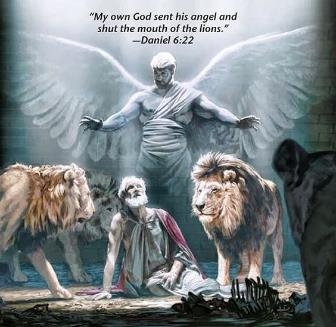 “My own God sent his angel and
shut the mouth of the lions.”
—Daniel 6:22